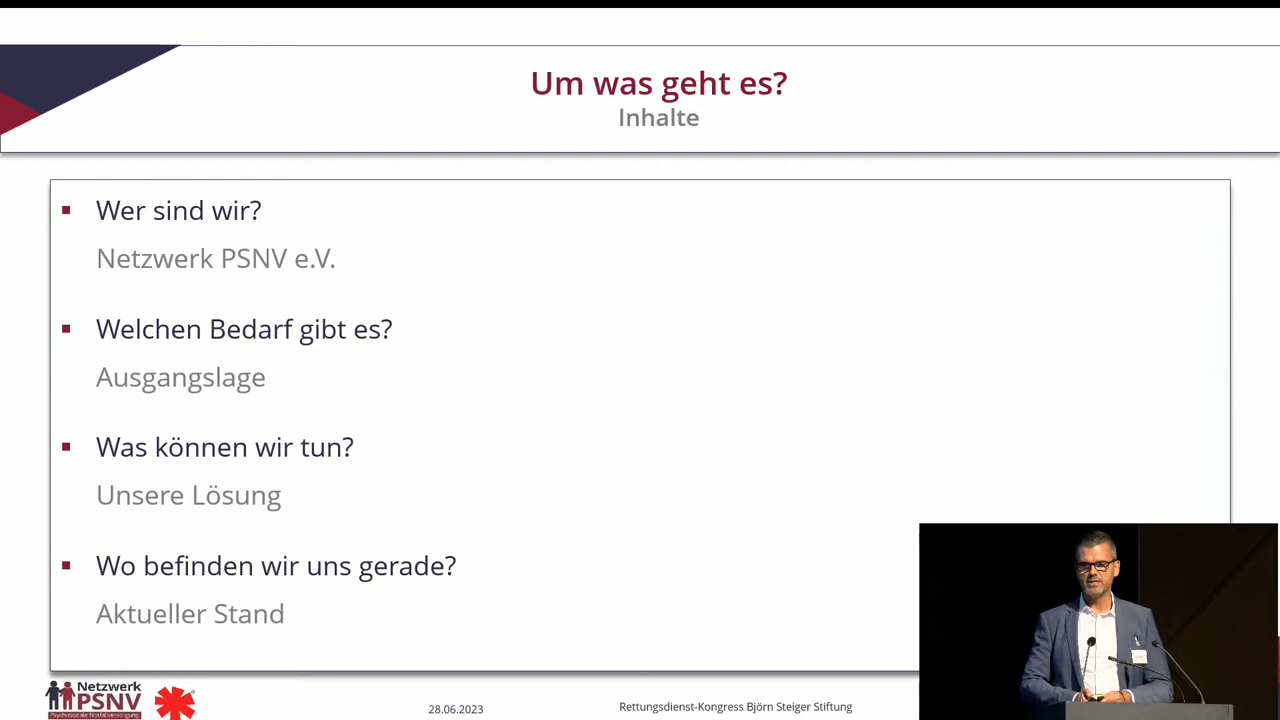 Um was geht es?
Inhalte
Wer sind wir?
Netzwerk PSNV e.V.
Welchen Bedarf gibt es?
Ausgangslage
Was können wir tun?
Unsere Lösung
Wo befinden wir uns gerade?
Aktueller Stand
Netzwerk
PSNV
Psychosoziale Notfallversorgung
28.06.2023
Rettungsdienst-Kongress Björn Steiger Stiftung